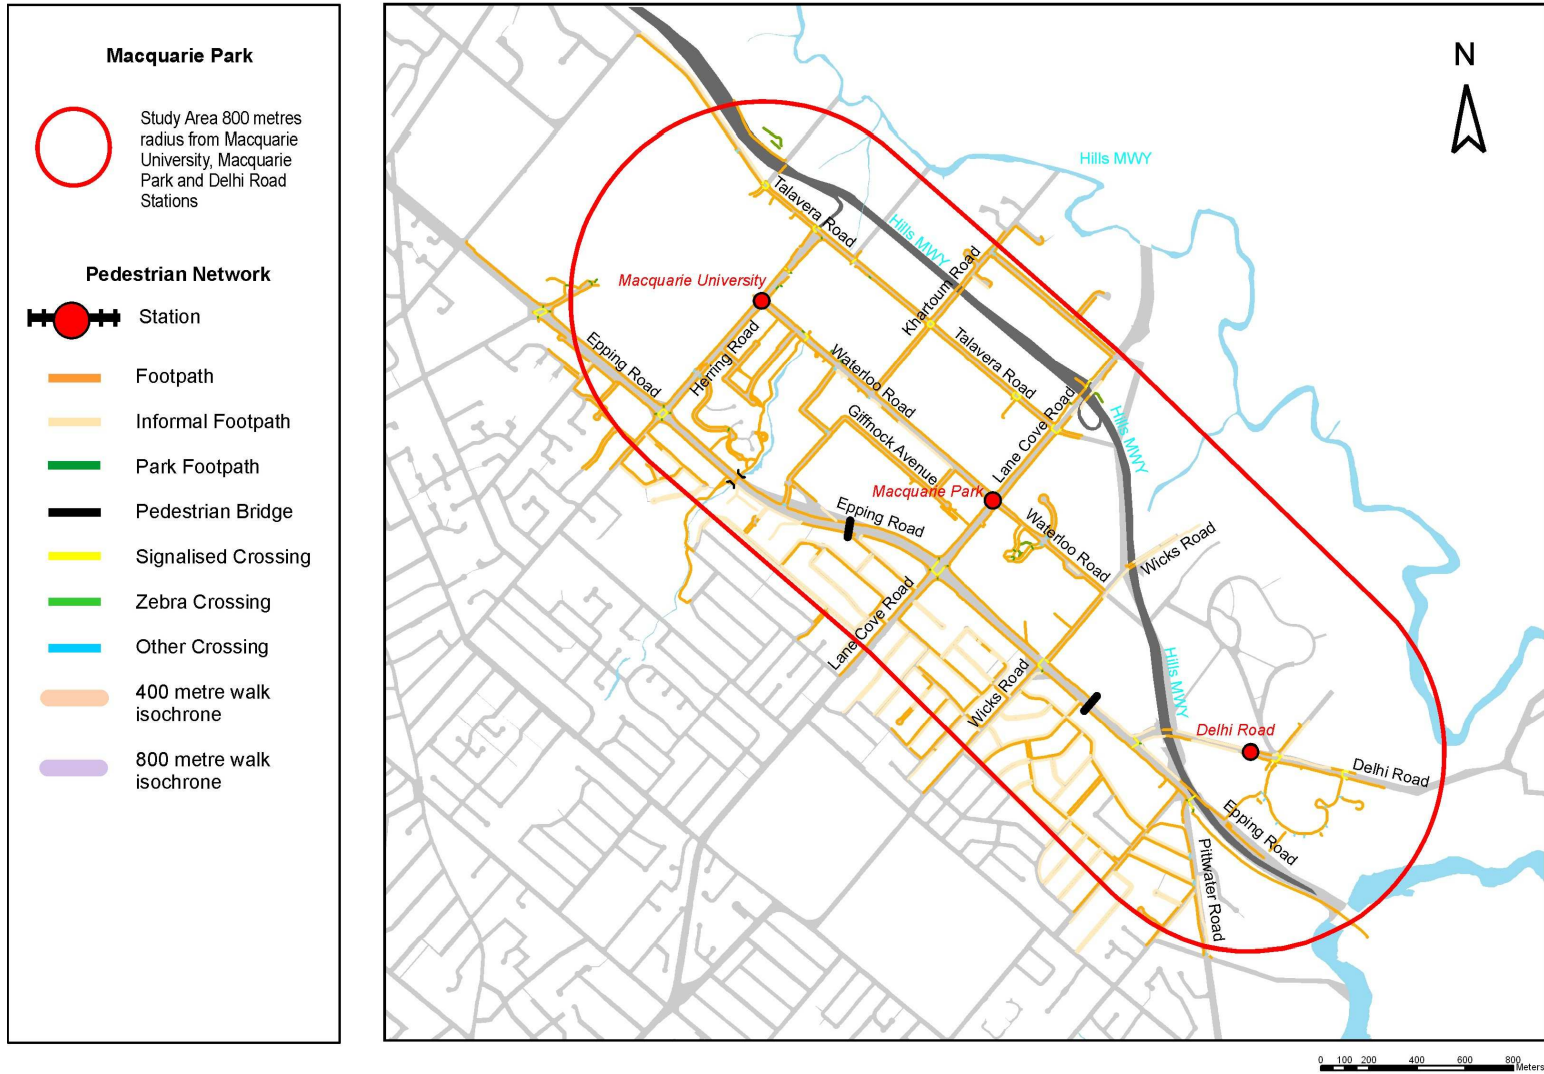 Macquarie Park
Study Area 800 metres
radius from Macquarie
University, Macquarie
Park and Delhi Road
Stations
Pedestrian Network
Station
Footpath
Informal Footpath
Park Footpath
Pedestrian Bridge
Signalised Crossing
Zebra Crossing
Other Crossing
400 metre walk
isochrone
800 metre walk
isochrone
N
Hills MWY
Talavera Road
Hills MWY
Khartoum Road
Macquarie University
Epping Road
Herring Road
Waterloo Road
Talavera Road
Giffnock Avenue
Lane Cove Road
Hills MWY
Macquarie Park
Epping Road
Waterloo Road
Wicks Road
Lane Cove Road
Wicks Road
Hills MWY
Delhi Road
Delhi Road
Epping Road
Pittwater Road
0 100 200 400 600 800
Meters